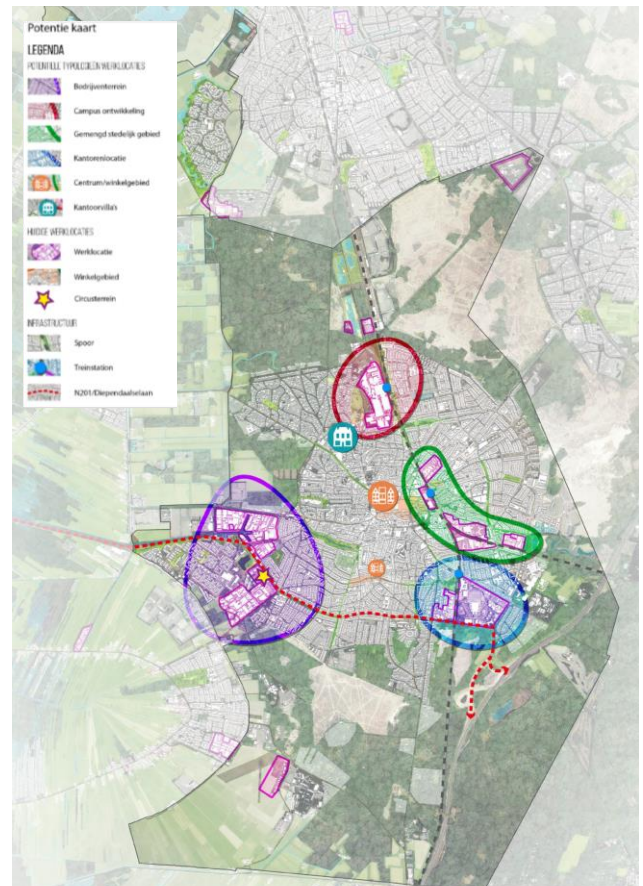 Potentie kaart
LEGENDA
POTENTIËLE TYPOLOGIEËN WERKLOCATIES
Bedrijventerrein
Campus ontwikkeling
Gemengd stedelijk gebied
Kantorenlocatie
Centrum/winkelgebied
Kantoorvilla's
HUIDIGE WERKLOCATIES
Werklocatie
Winkelgebied
Circusterrein
INFRASTRUCTUUR
Spoor
Treinstation
N201/Diependaalselaan